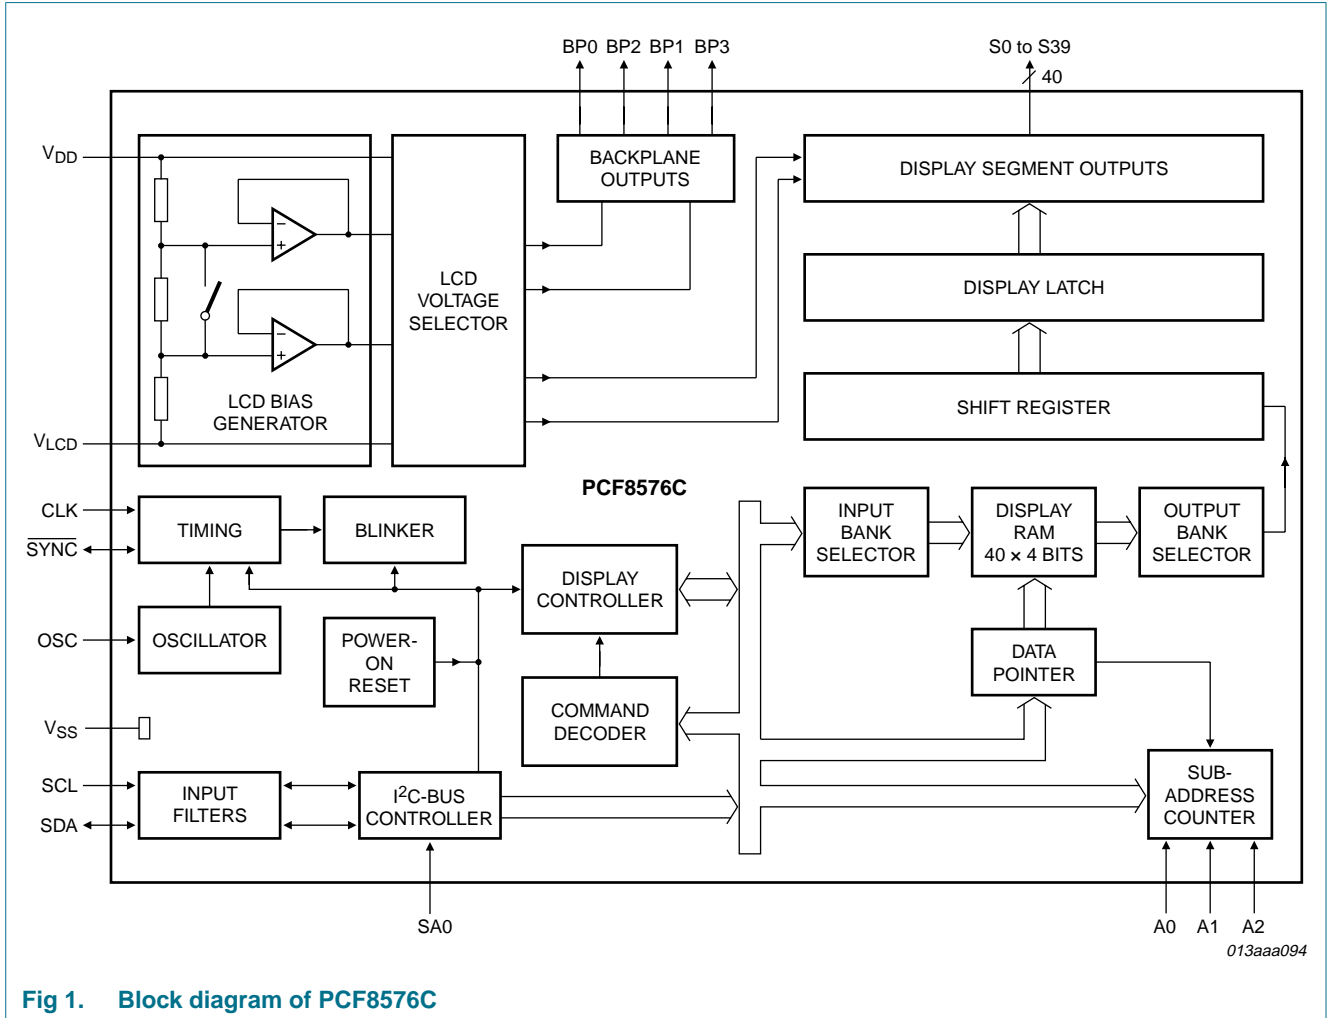 BP0 BP2 BP1 BP3
S0 to S39
40
VDD
BACKPLANE
OUTPUTS
DISPLAY SEGMENT OUTPUTS
−
+
LCD
VOLTAGE
SELECTOR
DISPLAY LATCH
−
+
LCD BIAS
GENERATOR
SHIFT REGISTER
VLCD
PCF8576C
CLK
SYNC
TIMING
BLINKER
INPUT
BANK
SELECTOR
DISPLAY
RAM
40 × 4 BITS
OUTPUT
BANK
SELECTOR
DISPLAY
CONTROLLER
OSC
OSCILLATOR
POWER-
ON
RESET
DATA
POINTER
COMMAND
DECODER
VSS
SCL
SDA
INPUT
FILTERS
I2C-BUS
CONTROLLER
SUB-
ADDRESS
COUNTER
SA0
A0 A1 A2
013aaa094
Fig 1. Block diagram of PCF8576C